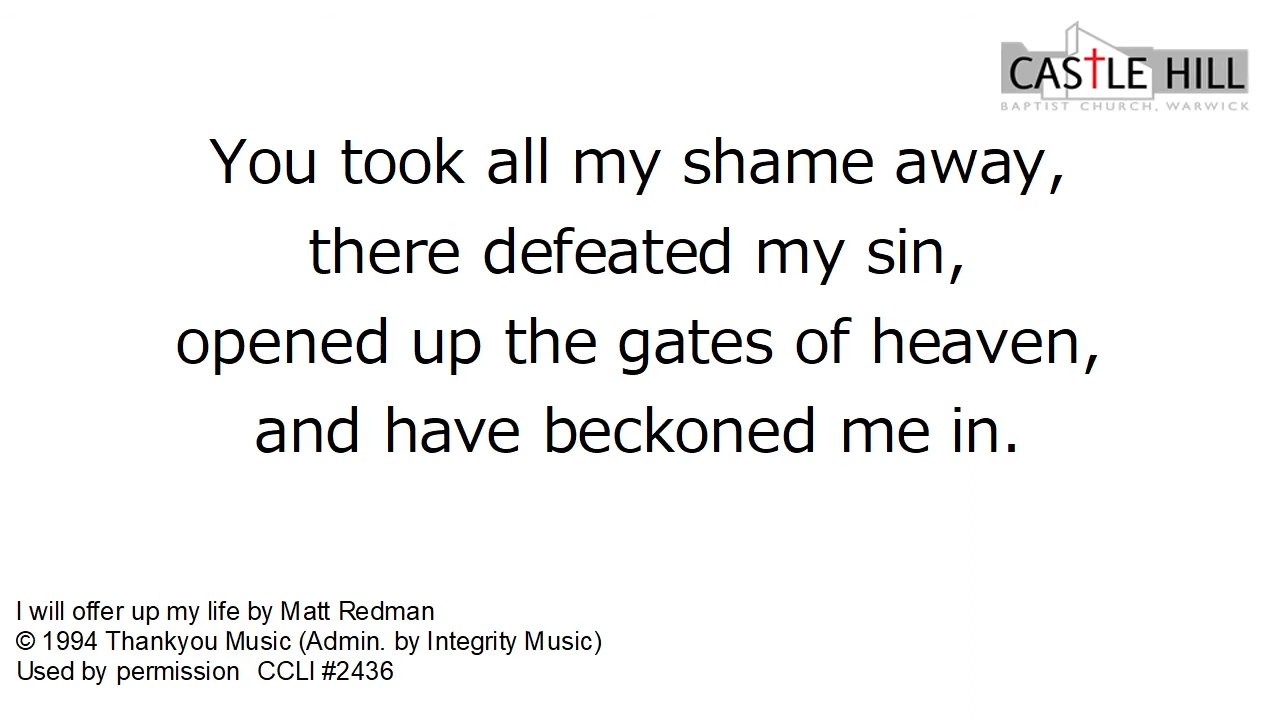 CASTLE HILL
BAPTIST CHURCH, WARWICK
You took all my shame away,
there defeated my sin,
opened up the gates of heaven,
and have beckoned me in.
I will offer up my life by Matt Redman
© 1994 Thankyou Music (Admin. by Integrity Music)
Used by permission CCLI #2436